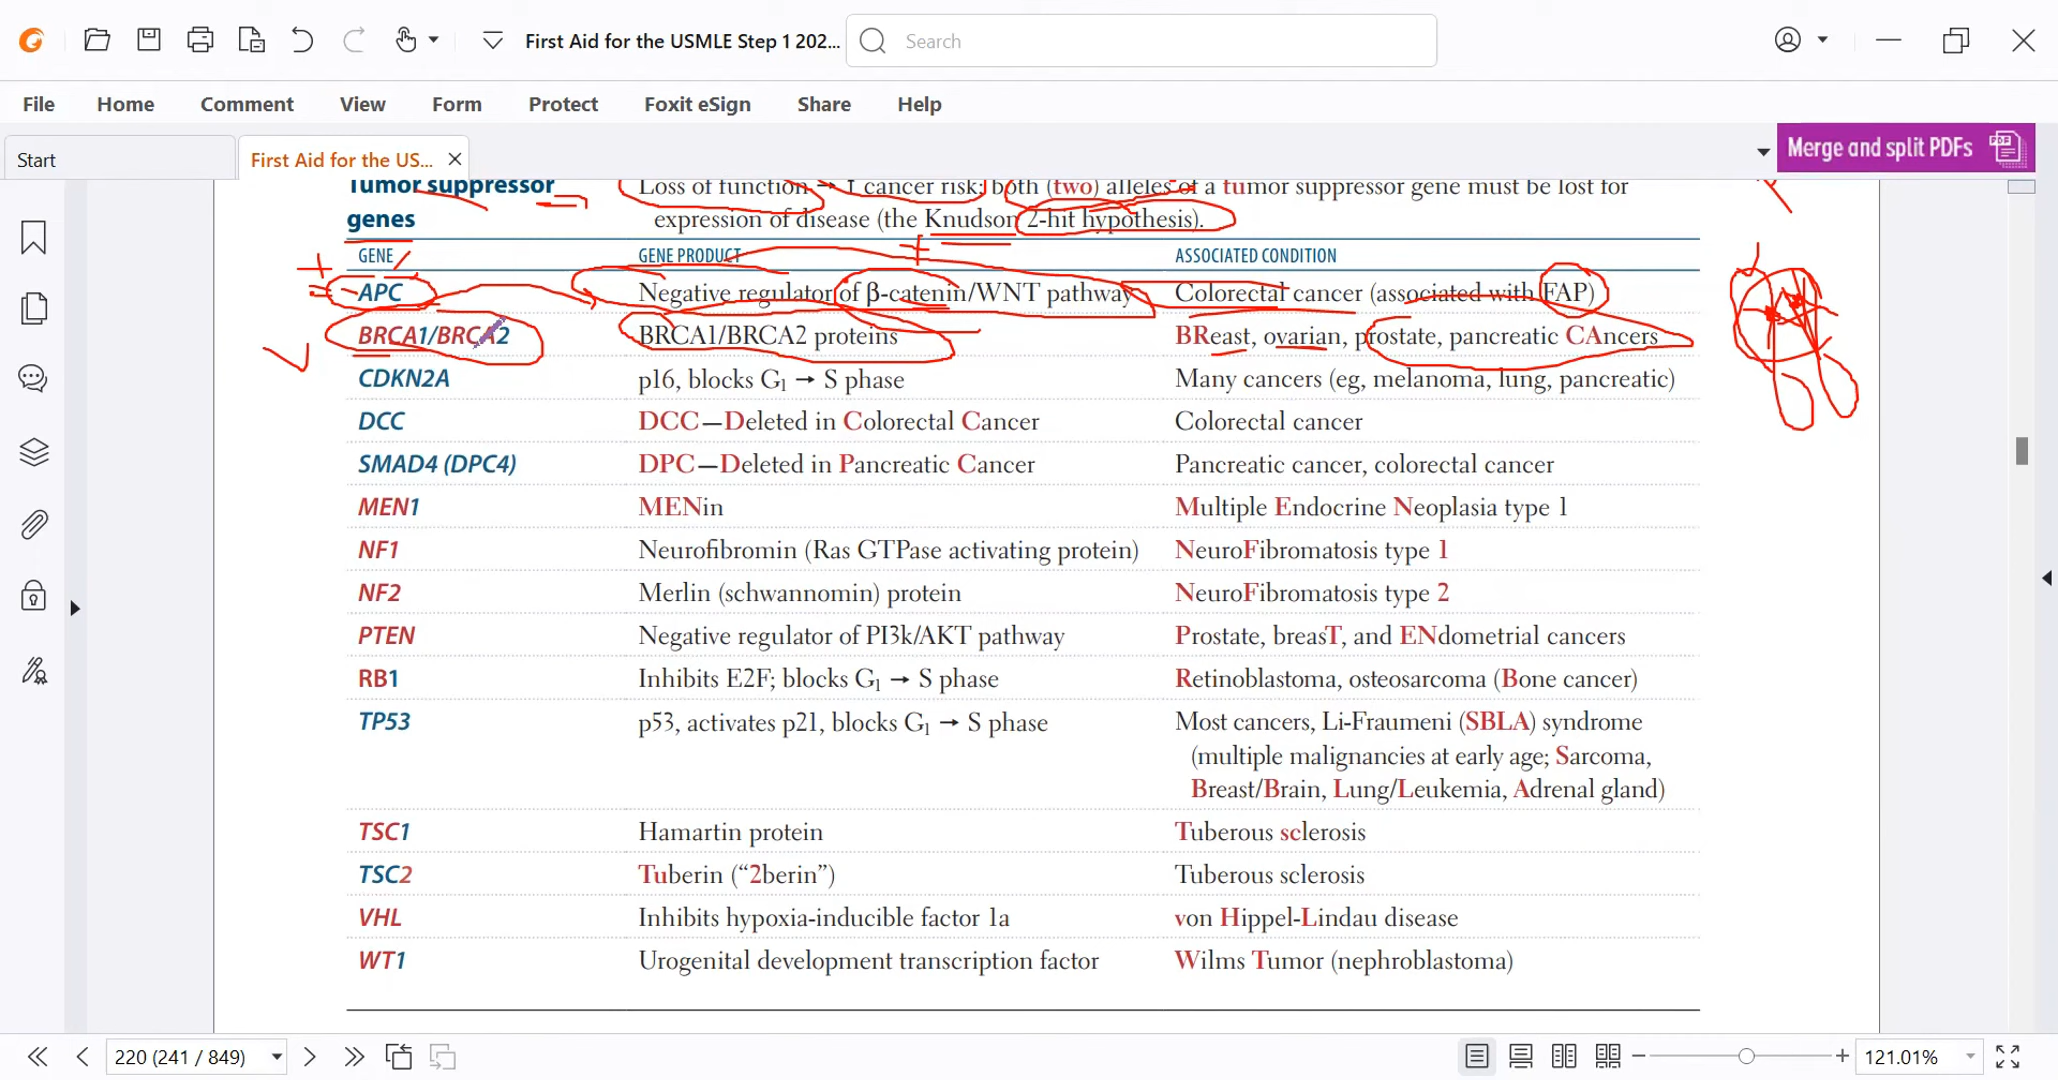 First Aid for the USMLE Step 1 202...
Search
File Home Comment View Form Protect Foxit eSign Share Help
Start
First Aid for the US...
Merge and split PDFs
Tumor suppressor genes
Loss of function → ↑ cancer risk; both (two) alleles of a tumor suppressor gene must be lost for
expression of disease (the Knudson 2-hit hypothesis).
GENE GENE PRODUCT ASSOCIATED CONDITION
APC Negative regulator of β-catenin/WNT pathway Colorectal cancer (associated with FAP)
BRCA1/BRCA2 BRCA1/BRCA2 proteins BReast, ovarian, prostate, pancreatic CAncers
CDKN2A p16, blocks G1 → S phase Many cancers (eg, melanoma, lung, pancreatic)
DCC DCC—Deleted in Colorectal Cancer Colorectal cancer
SMAD4 (DPC4) DPC—Deleted in Pancreatic Cancer Pancreatic cancer, colorectal cancer
MEN1 MENin Multiple Endocrine Neoplasia type 1
NF1 Neurofibromin (Ras GTPase activating protein) NeuroFibromatosis type 1
NF2 Merlin (schwannomin) protein NeuroFibromatosis type 2
PTEN Negative regulator of PI3k/AKT pathway Prostate, breasT, and ENdometrial cancers
RB1 Inhibits E2F; blocks G1 → S phase Retinoblastoma, osteosarcoma (Bone cancer)
TP53 p53, activates p21, blocks G1 → S phase Most cancers, Li-Fraumeni (SBLA) syndrome
(multiple malignancies at early age; Sarcoma,
Breast/Brain, Lung/Leukemia, Adrenal gland)
TSC1 Hamartin protein Tuberous sclerosis
TSC2 Tuberin (“2berin”) Tuberous sclerosis
VHL Inhibits hypoxia-inducible factor 1a von Hippel-Lindau disease
WT1 Urogenital development transcription factor Wilms Tumor (nephroblastoma)
220 (241 / 849)
121.01%